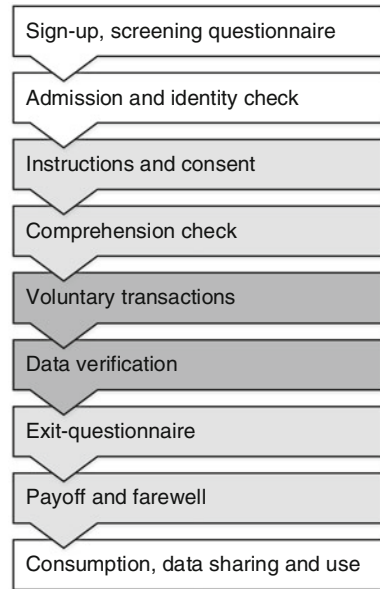 Sign-up, screening questionnaire
Admission and identity check
Instructions and consent
Comprehension check
Voluntary transactions
Data verification
Exit-questionnaire
Payoff and farewell
Consumption, data sharing and use